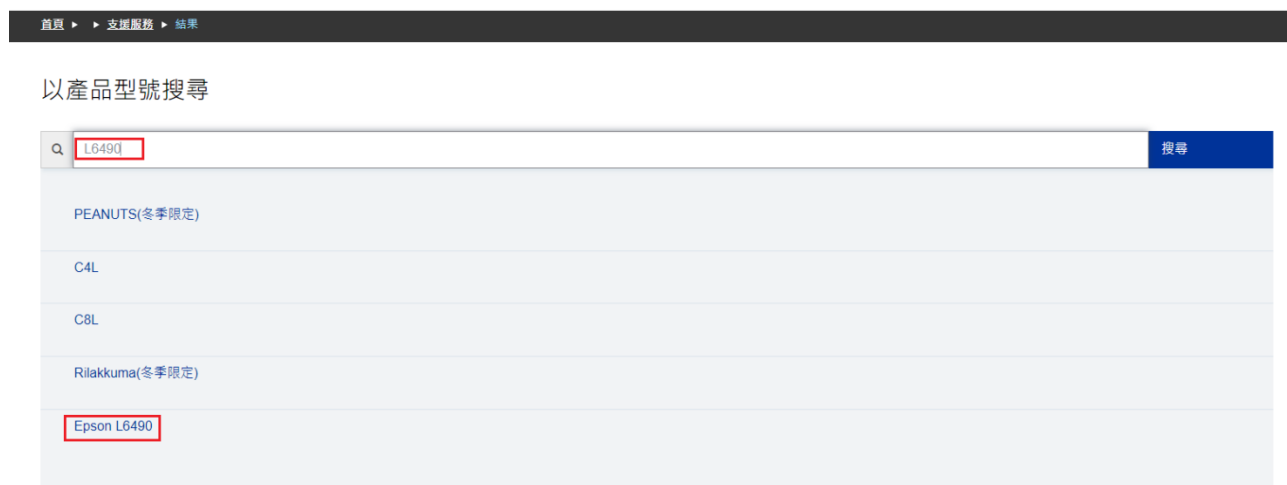 首頁 ▸ ▸ 支援服務 ▸ 結果
以產品型號搜尋
L6490 搜尋
PEANUTS(冬季限定)
C4L
C8L
Rilakkuma(冬季限定)
Epson L6490